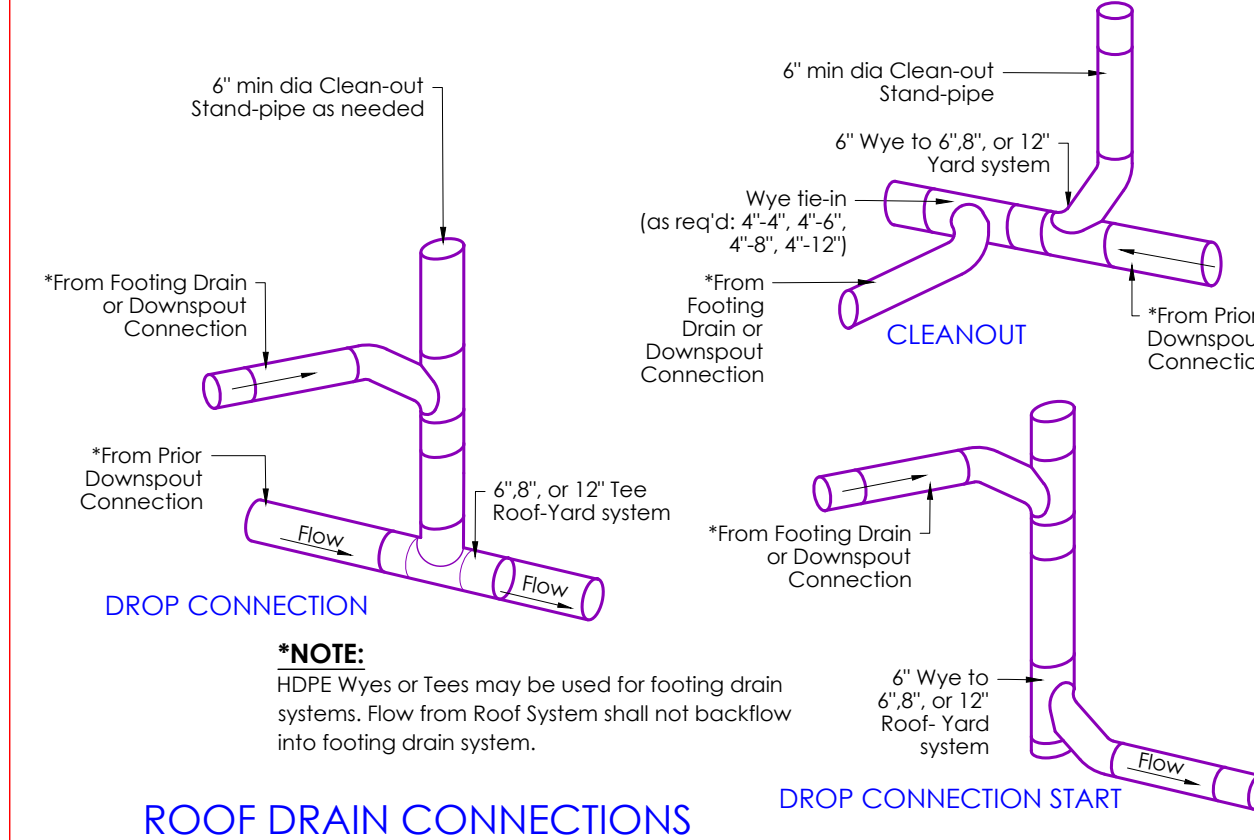 6" min dia Clean-out
Stand-pipe as needed
*From Footing Drain
or Downspout
Connection
*From Prior
Downspout
Connection
6",8", or 12" Tee
Roof-Yard system
Flow
Flow
DROP CONNECTION
6" min dia Clean-out
Stand-pipe
6" Wye to 6",8", or 12"
Yard system
Wye tie-in
(as req'd: 4"-4", 4"-6",
4"-8", 4"-12")
*From
Footing
Drain or
Downspout
Connection
CLEANOUT
*From Prior
Downspou
Connectio
*From Footing Drain
or Downspout
Connection
6" Wye to
6",8", or 12"
Roof- Yard
system
Flow
DROP CONNECTION START
*NOTE:
HDPE Wyes or Tees may be used for footing drain
systems. Flow from Roof System shall not backflow
into footing drain system.
ROOF DRAIN CONNECTIONS